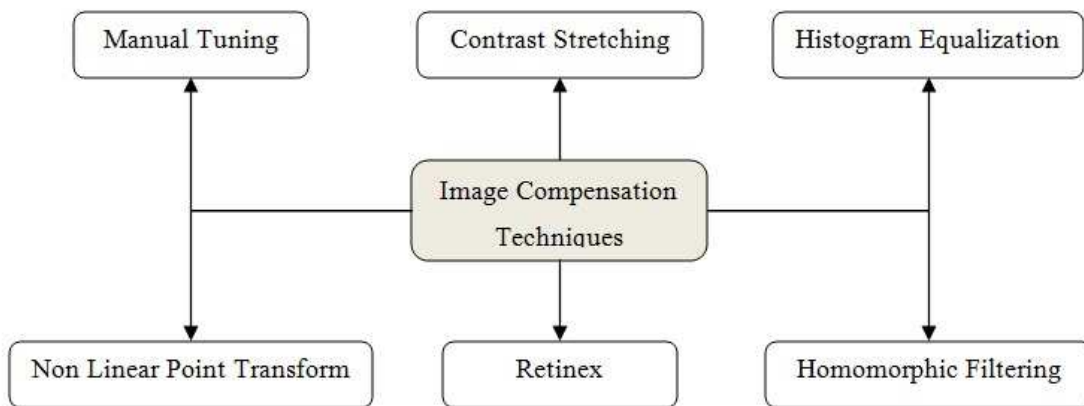 Manual Tuning
Contrast Stretching
Histogram Equalization
Image Compensation
Techniques
Non Linear Point Transform
Retinex
Homomorphic Filtering